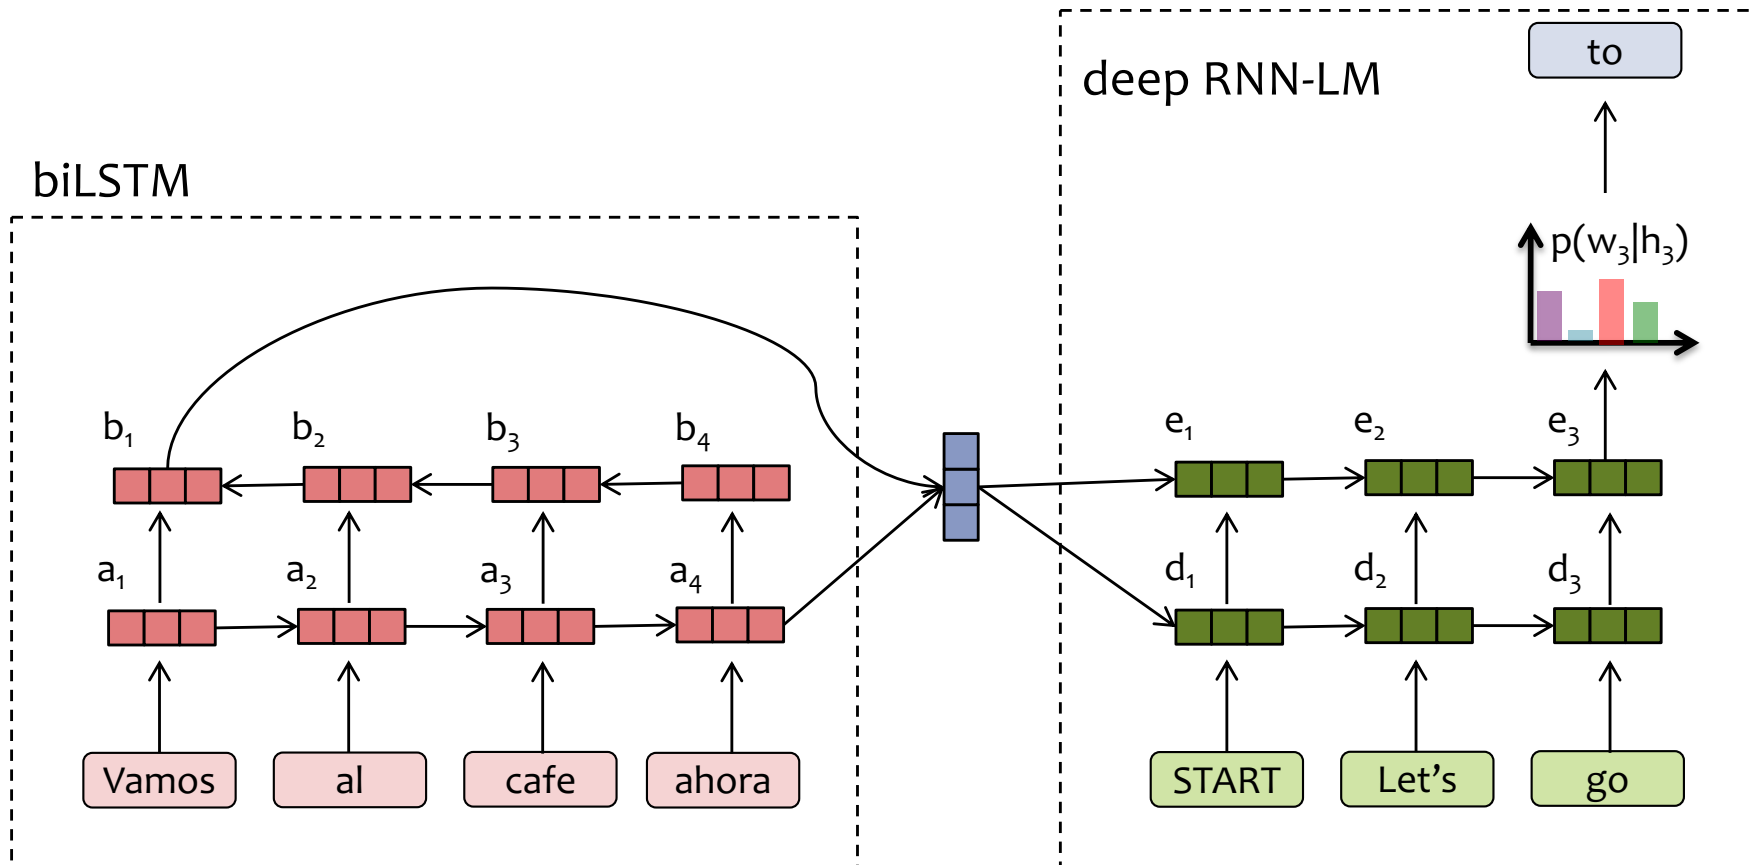 to
deep RNN-LM
biLSTM
p(w₃|h₃)
b₁ b₂ b₃ b₄
e₁ e₂ e₃
a₁ a₂ a₃ a₄
d₁ d₂ d₃
Vamos al cafe ahora
START Let’s go